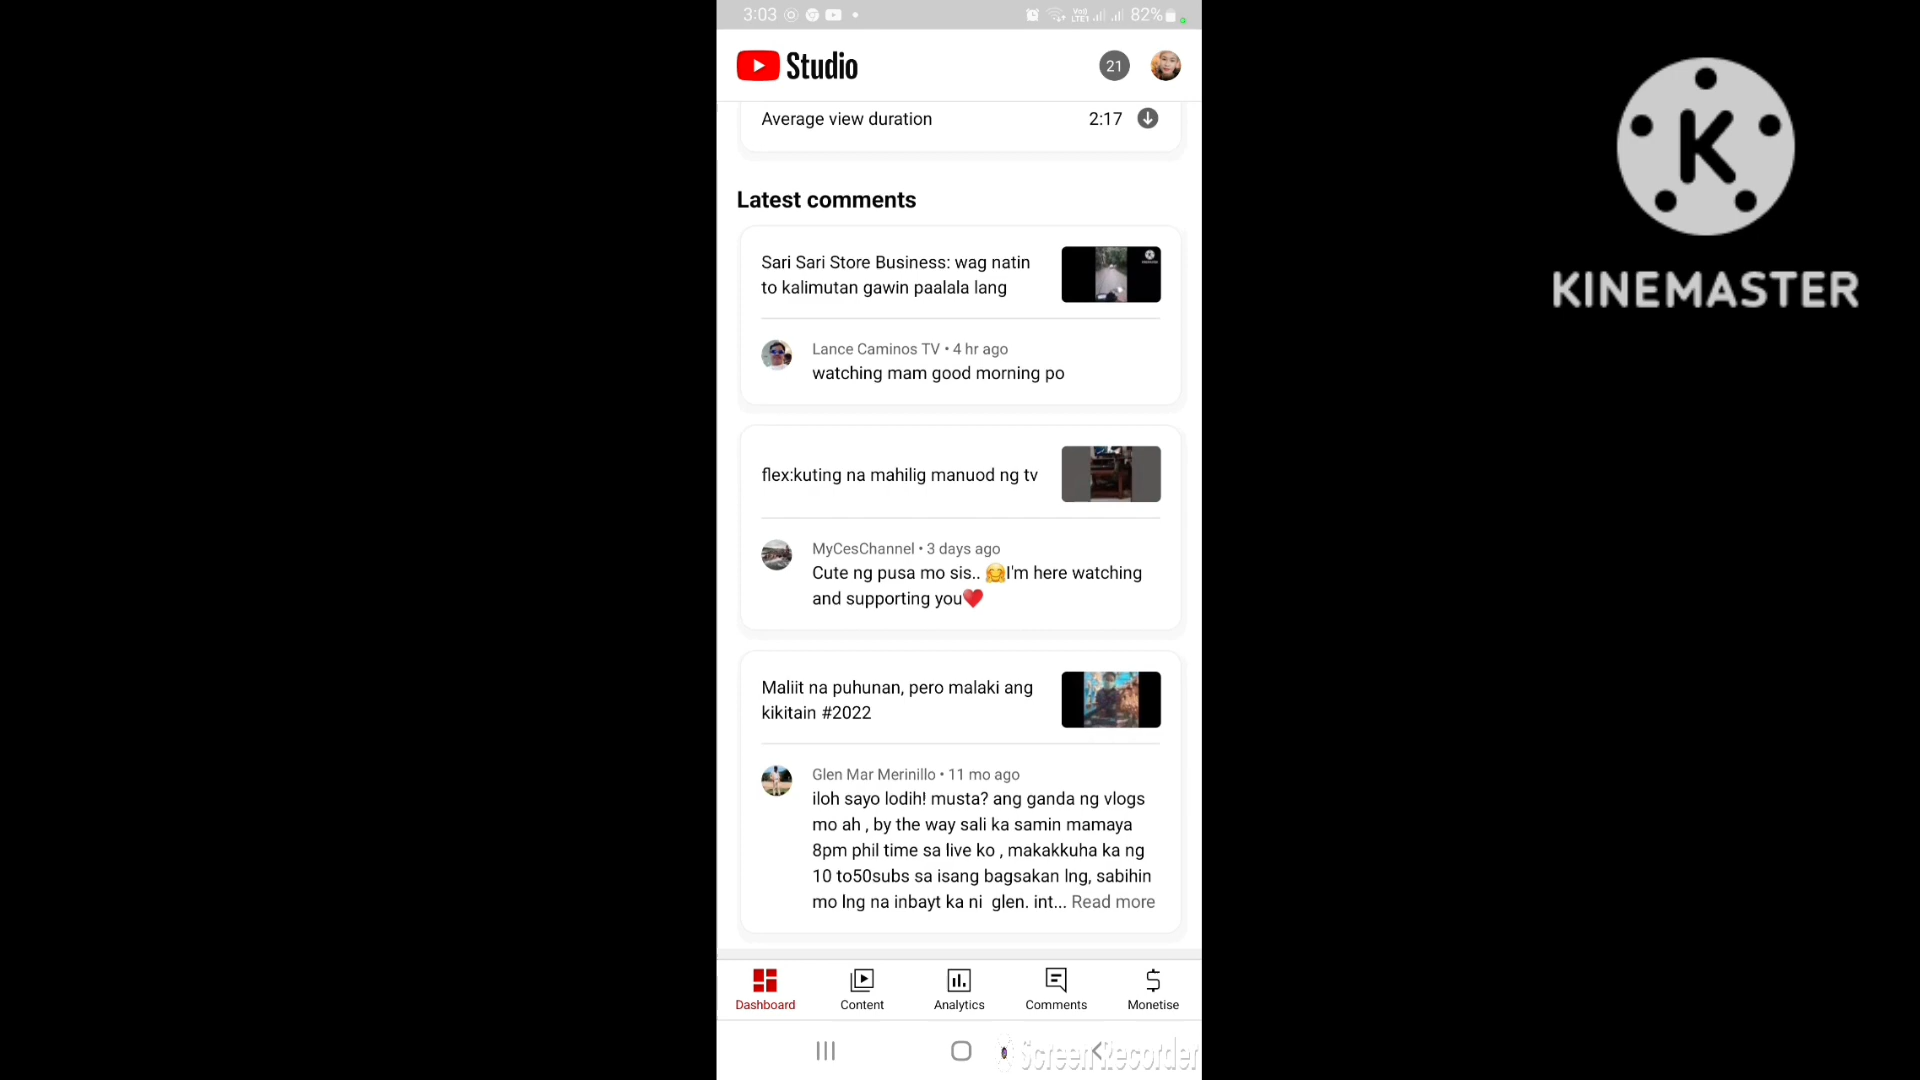 3:03
Vo)) LTE1 82%
Studio
21
Average view duration 2:17
Latest comments
Sari Sari Store Business: wag natin
to kalimutan gawin paalala lang
Lance Caminos TV • 4 hr ago
watching mam good morning po
flex:kuting na mahilig manuod ng tv
MyCesChannel • 3 days ago
Cute ng pusa mo sis.. 🤗I'm here watching
and supporting you❤️
Maliit na puhunan, pero malaki ang
kikitain #2022
Glen Mar Merinillo • 11 mo ago
iloh sayo lodih! musta? ang ganda ng vlogs
mo ah , by the way sali ka samin mamaya
8pm phil time sa live ko , makakkuha ka ng
10 to50subs sa isang bagsakan lng, sabihin
mo lng na inbayt ka ni glen. int... Read more
Dashboard Content Analytics Comments Monetise
Screen Recorder
K
KINEMASTER